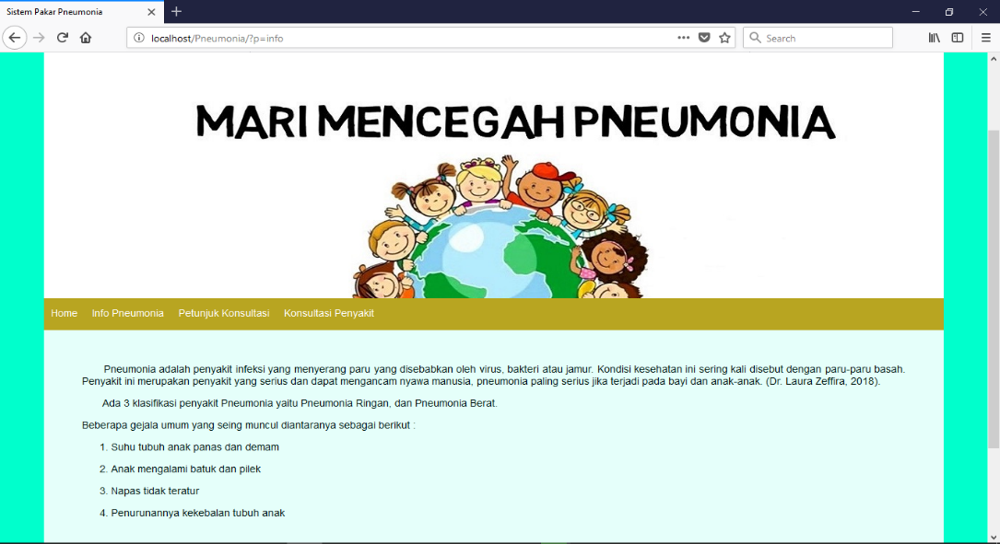 Sistem Pakar Pneumonia
localhost/Pneumonia/?p=info
Search
MARI MENCEGAH PNEUMONIA
Home Info Pneumonia Petunjuk Konsultasi Konsultasi Penyakit
Pneumonia adalah penyakit infeksi yang menyerang paru yang disebabkan oleh virus, bakteri atau jamur. Kondisi kesehatan ini sering kali disebut dengan paru-paru basah.
Penyakit ini merupakan penyakit yang serius dan dapat mengancam nyawa manusia, pneumonia paling serius jika terjadi pada bayi dan anak-anak. (Dr. Laura Zeffira, 2018).
Ada 3 klasifikasi penyakit Pneumonia yaitu Pneumonia Ringan, dan Pneumonia Berat.
Beberapa gejala umum yang seing muncul diantaranya sebagai berikut :
1. Suhu tubuh anak panas dan demam
2. Anak mengalami batuk dan pilek
3. Napas tidak teratur
4. Penurunannya kekebalan tubuh anak